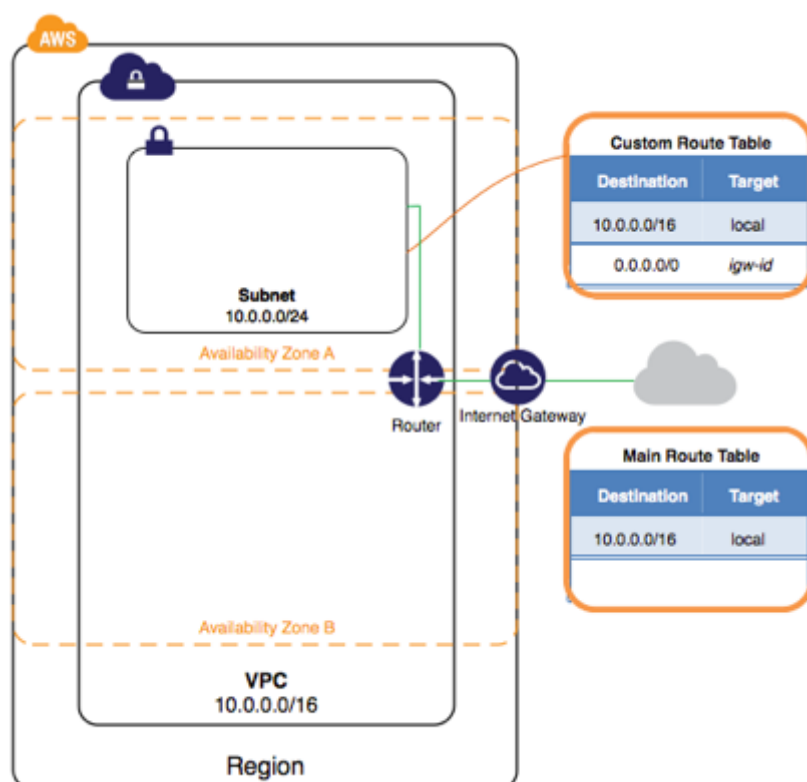 AWS
Custom Route Table
Destination Target
10.0.0.0/16 local
0.0.0.0/0 igw-id
Subnet
10.0.0.0/24
Availability Zone A
Router
Internet Gateway
Main Route Table
Destination Target
10.0.0.0/16 local
Availability Zone B
VPC
10.0.0.0/16
Region